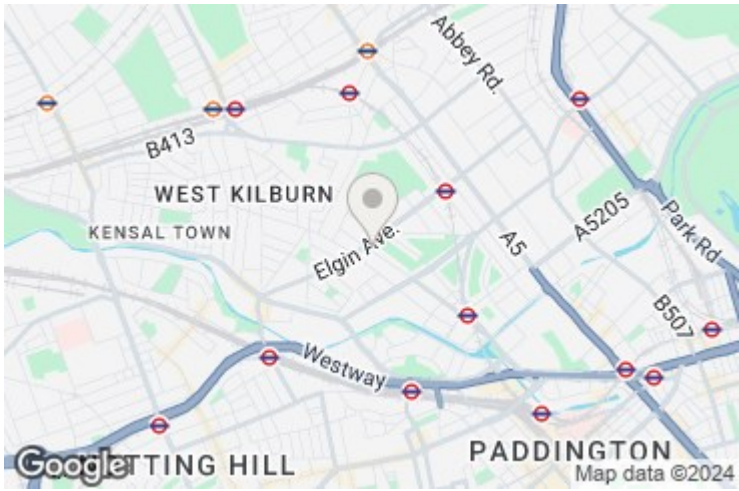 Abbey Rd.
B413
WEST KILBURN
KENSAL TOWN
Elgin Ave.
A5
A5205
Park Rd
B507
Westway
TTING HILL
PADDINGTON
Google
Map data ©2024